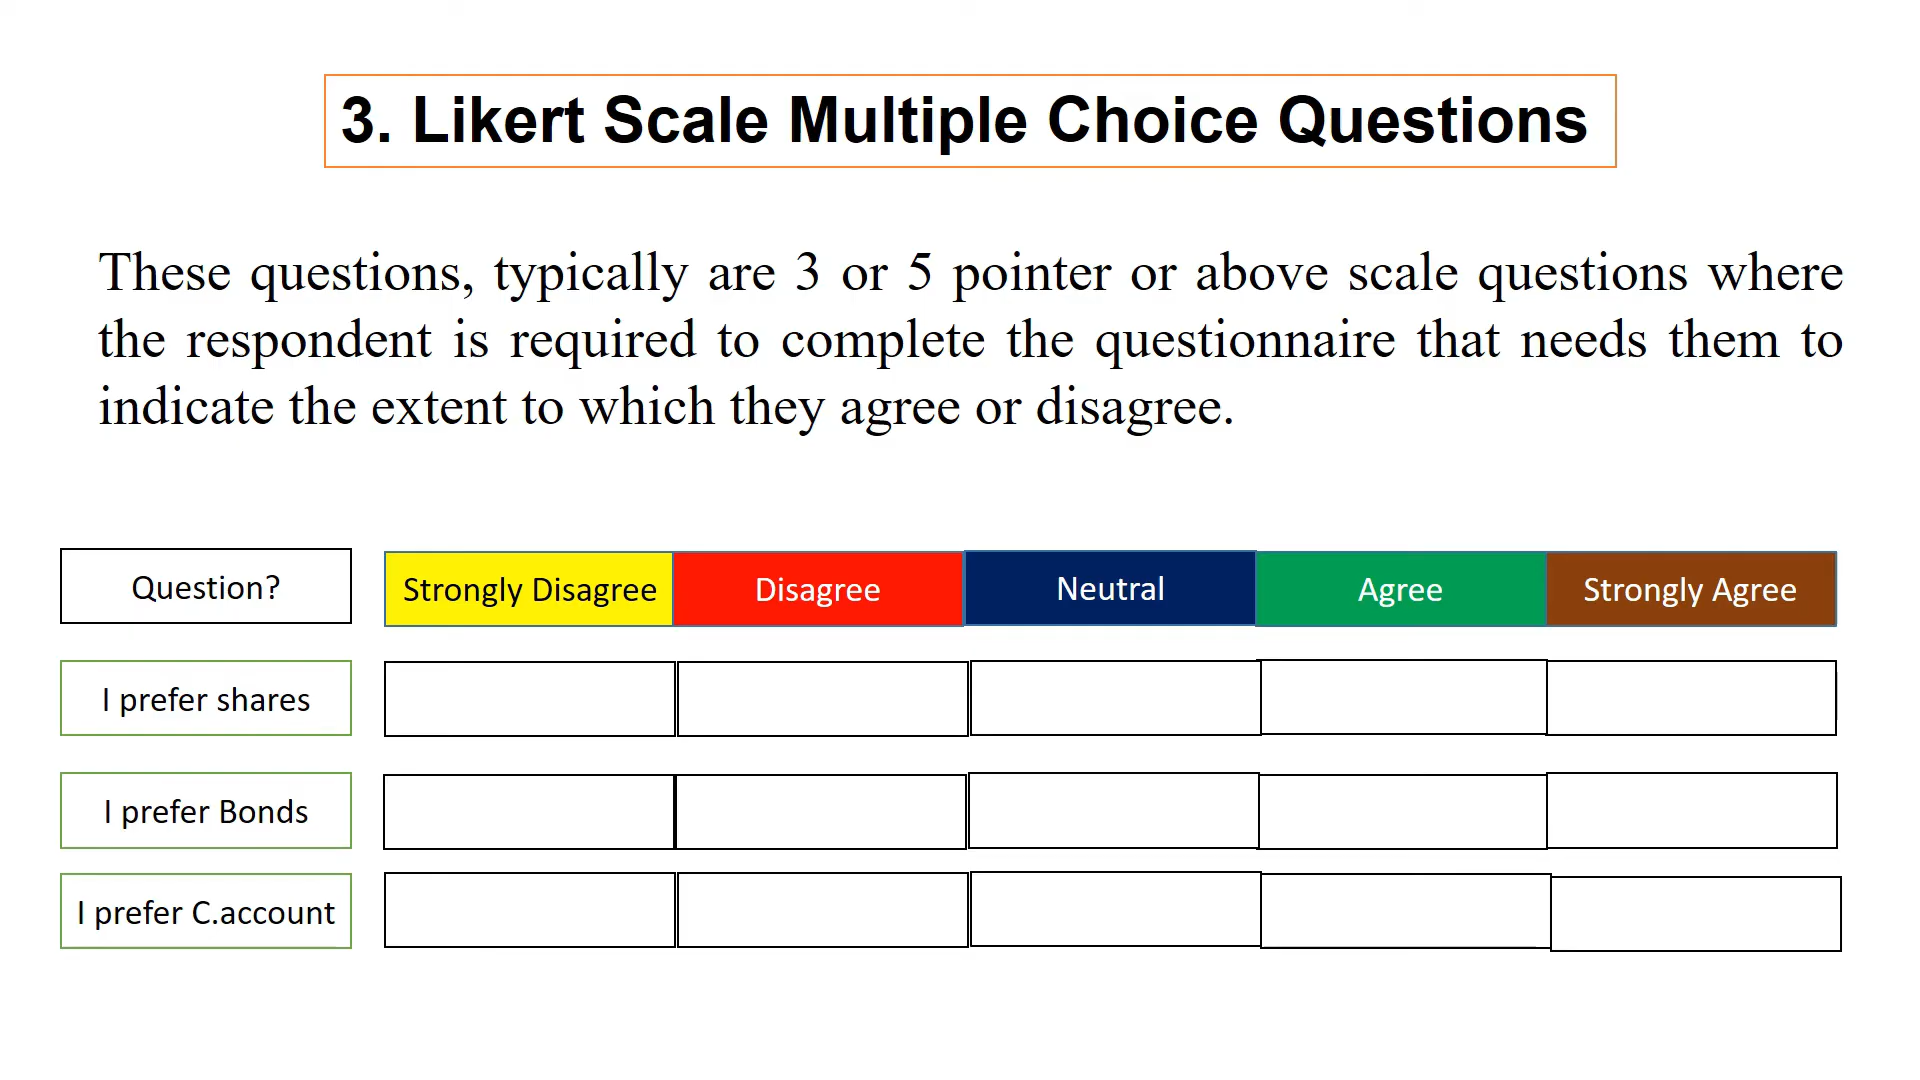 3. Likert Scale Multiple Choice Questions
These questions, typically are 3 or 5 pointer or above scale questions where
the respondent is required to complete the questionnaire that needs them to
indicate the extent to which they agree or disagree.
Question? Strongly Disagree Disagree Neutral Agree Strongly Agree
I prefer shares
I prefer Bonds
I prefer C.account